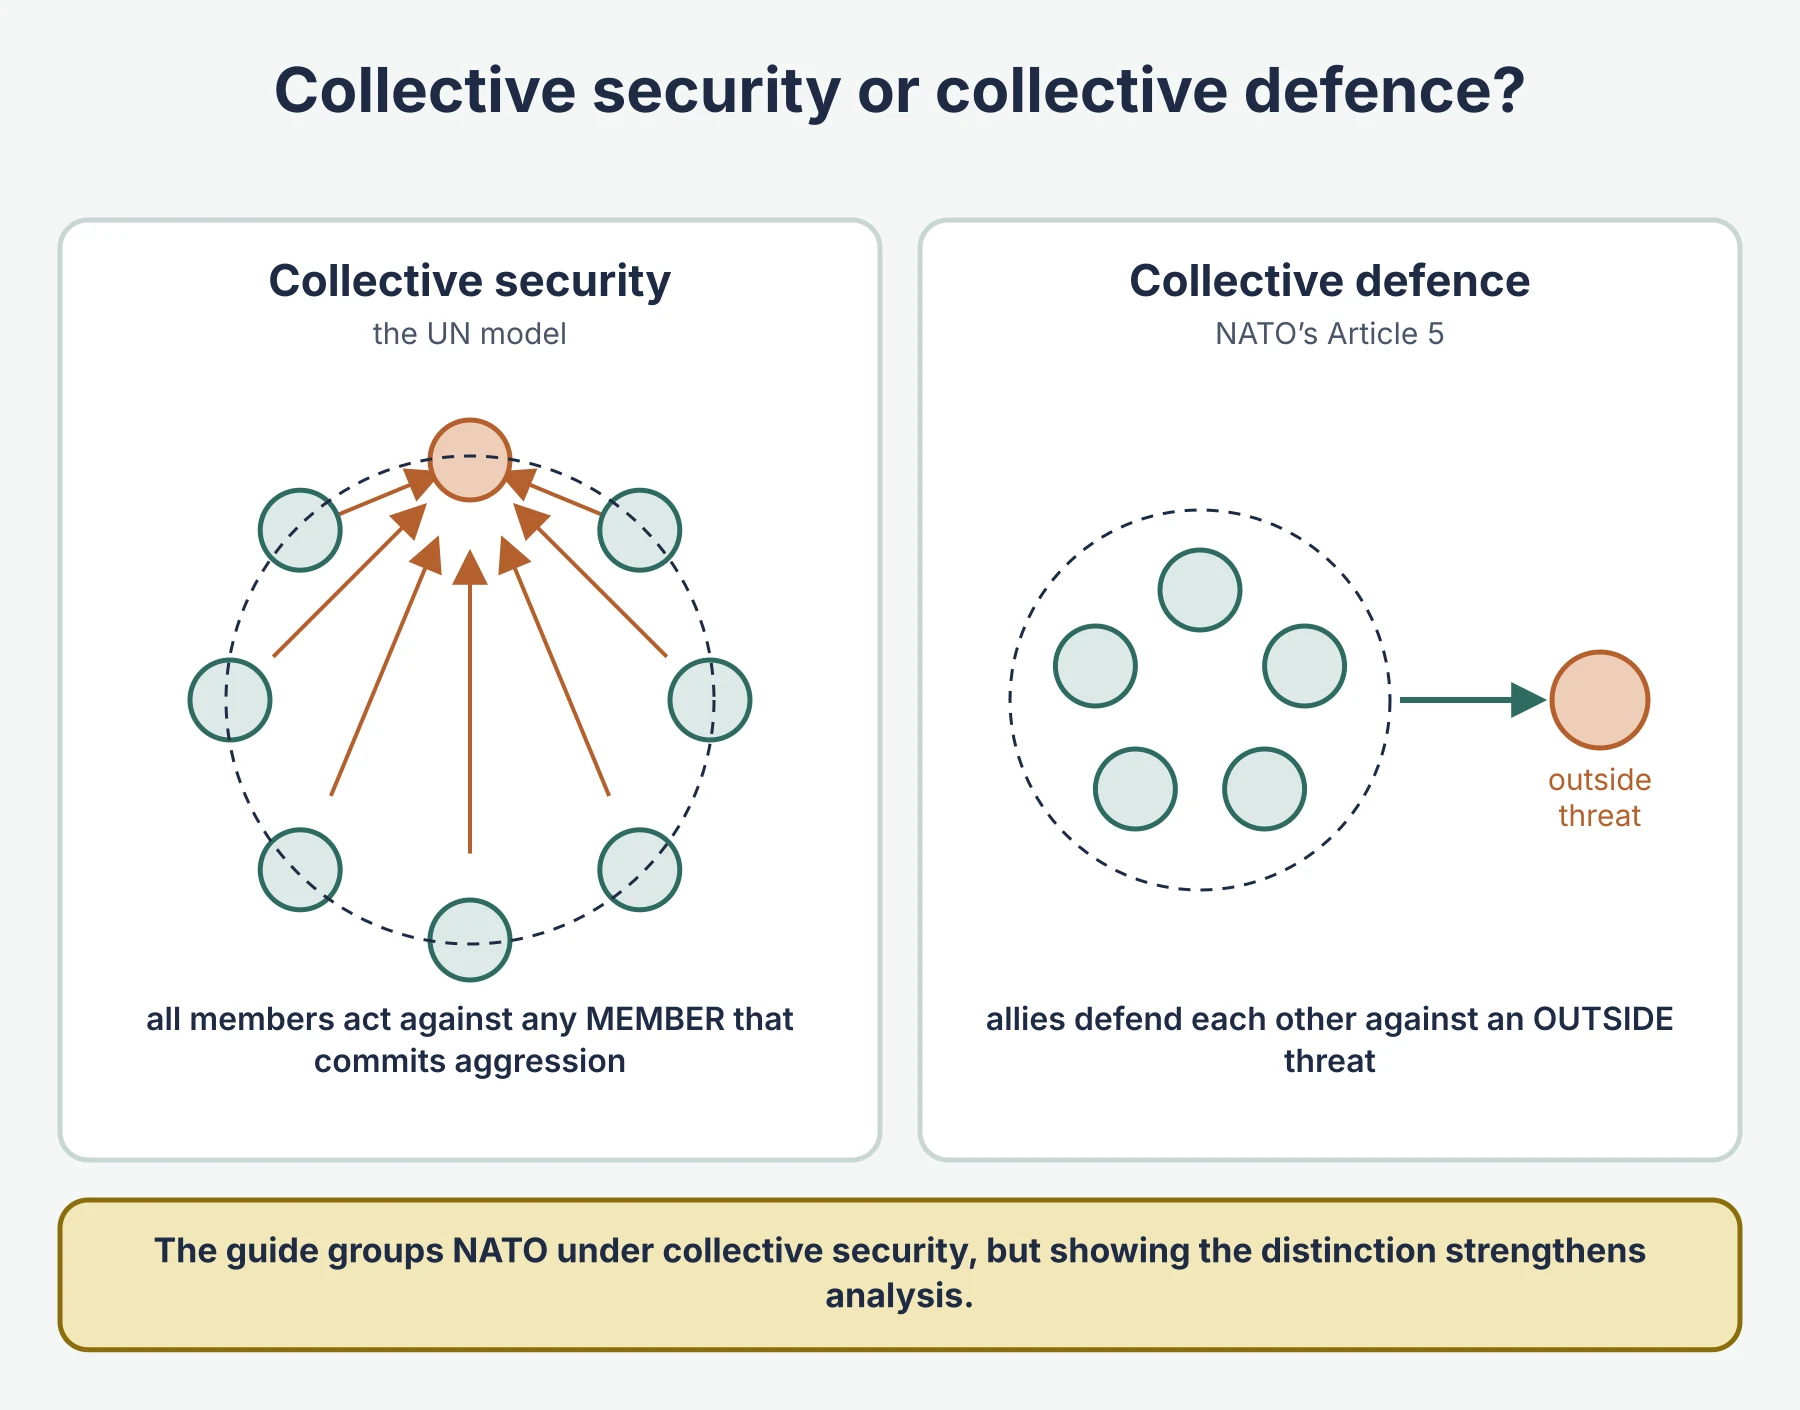 Collective security or collective defence?
Collective security
the UN model
all members act against any MEMBER that
commits aggression
Collective defence
NATO’s Article 5
outside
threat
allies defend each other against an OUTSIDE
threat
The guide groups NATO under collective security, but showing the distinction strengthens
analysis.